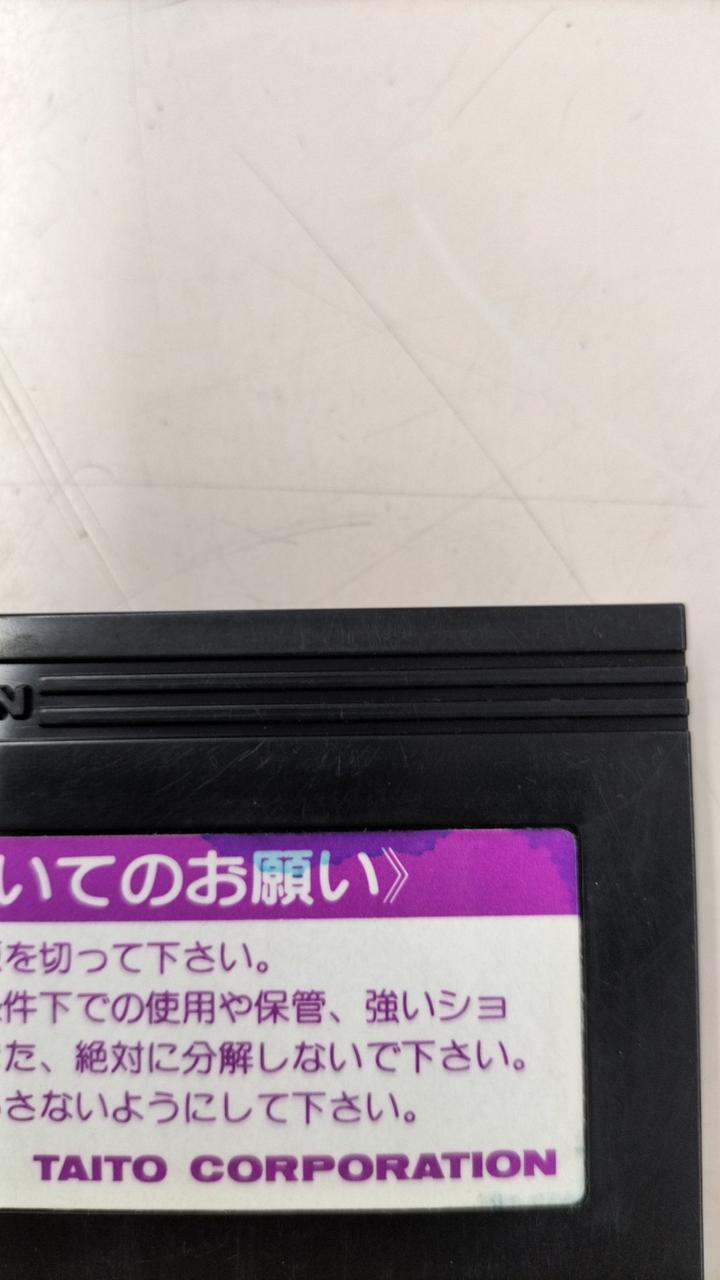 いてのお願い》
を切って下さい。
件下での使用や保管、強いショ
た、絶対に分解しないで下さい。
さないようにして下さい。
TAITO CORPORATION